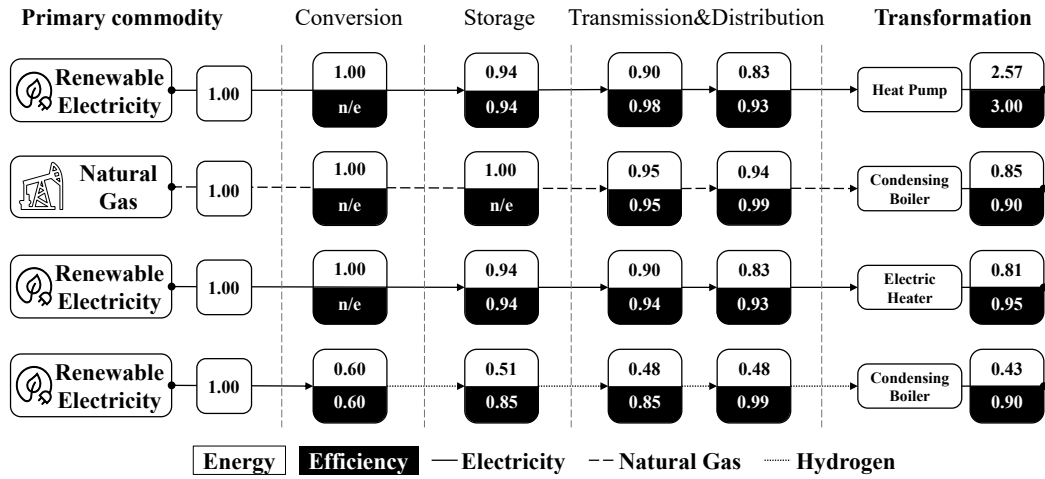 Primary commodity Conversion Storage Transmission&Distribution Transformation
Renewable Electricity 1.00 1.00 n/e 0.94 0.94 0.90 0.98 0.83 0.93 Heat Pump 2.57 3.00
Natural Gas 1.00 1.00 n/e 1.00 n/e 0.95 0.95 0.94 0.99 Condensing Boiler 0.85 0.90
Renewable Electricity 1.00 1.00 n/e 0.94 0.94 0.90 0.94 0.83 0.93 Electric Heater 0.81 0.95
Renewable Electricity 1.00 0.60 0.60 0.51 0.85 0.48 0.85 0.48 0.99 Condensing Boiler 0.43 0.90
Energy Efficiency Electricity Natural Gas Hydrogen